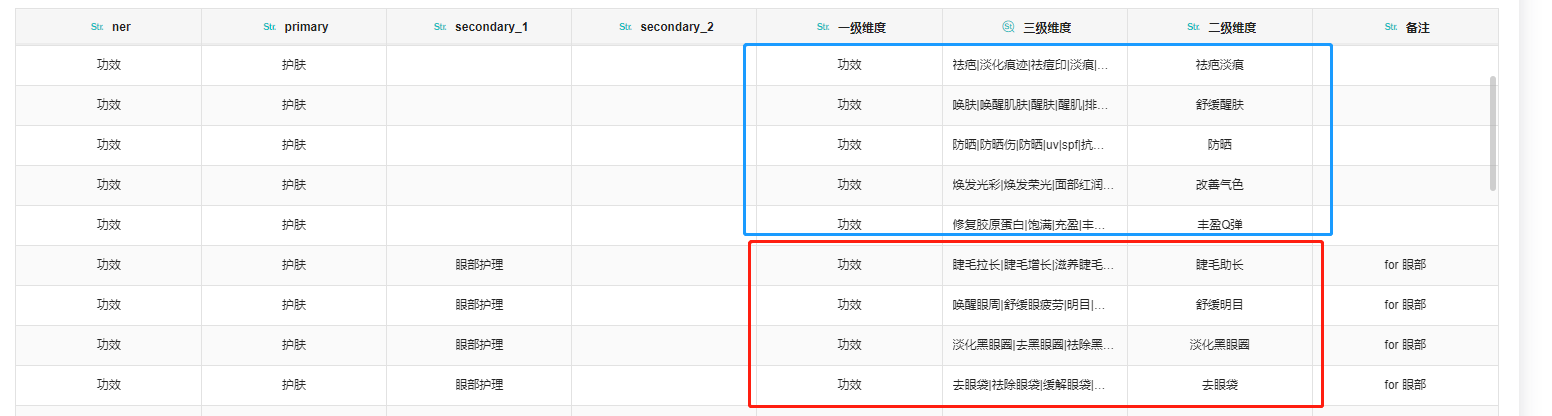 Str. ner Str. primary Str. secondary_1 Str. secondary_2 Str. 一级维度 St 三级维度 Str. 二级维度 Str. 备注
功效 护肤 功效 祛疤|淡化痕迹|祛痘印|淡痕|... 祛疤淡痕
功效 护肤 功效 唤肤|唤醒肌肤|醒肤|醒肌|排... 舒缓醒肤
功效 护肤 功效 防晒|防晒伤|防晒|uv|spf|抗... 防晒
功效 护肤 功效 焕发光彩|焕发荣光|面部红润... 改善气色
功效 护肤 功效 修复胶原蛋白|饱满|充盈|丰... 丰盈Q弹
功效 护肤 眼部护理 功效 睫毛拉长|睫毛增长|滋养睫毛... 睫毛助长 for 眼部
功效 护肤 眼部护理 功效 唤醒眼周|舒缓眼疲劳|明目|... 舒缓明目 for 眼部
功效 护肤 眼部护理 功效 淡化黑眼圈|去黑眼圈|祛除黑... 淡化黑眼圈 for 眼部
功效 护肤 眼部护理 功效 去眼袋|祛除眼袋|缓解眼袋|... 去眼袋 for 眼部